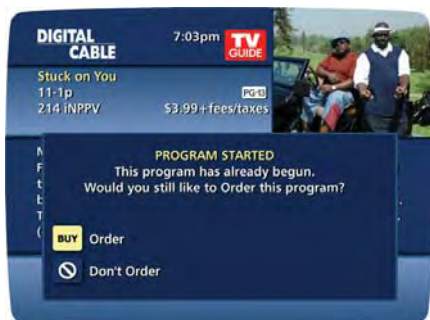 DIGITAL
CABLE
7:03pm
TV
GUIDE
Stuck on You
11-1p
PG-13
214 iNPPV
$3.99+fees/taxes
PROGRAM STARTED
This program has already begun.
Would you still like to Order this program?
BUY Order
Don't Order